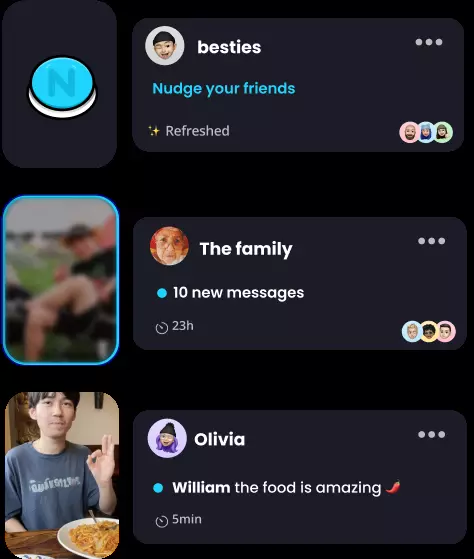 N
besties
Nudge your friends
✨ Refreshed
The family
10 new messages
23h
Olivia
William the food is amazing 🌶️
5min